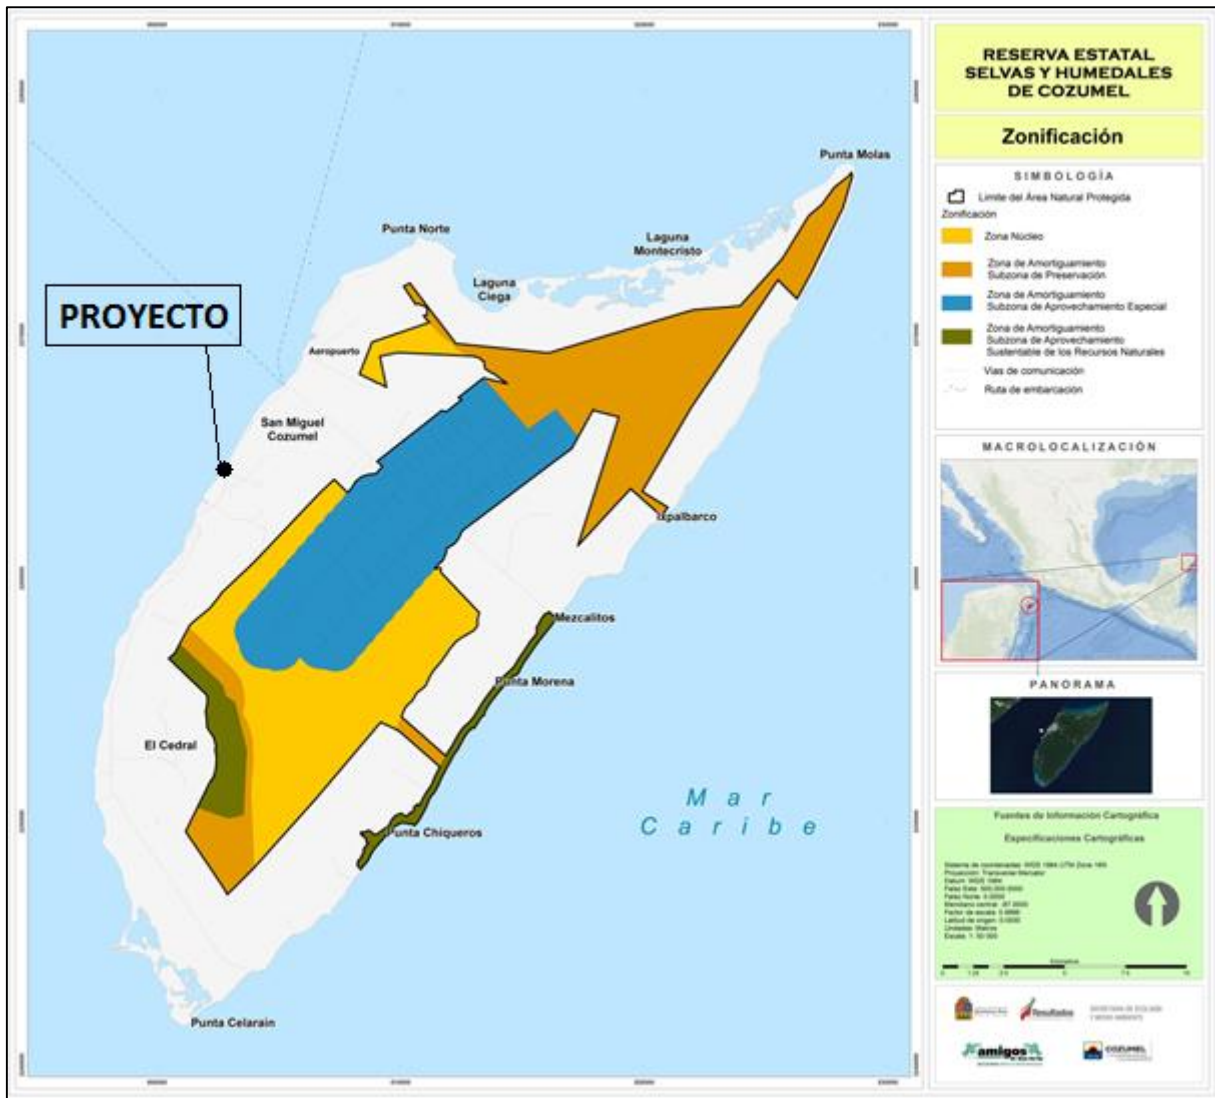 PROYECTO
Punta Molas
Punta Norte
Laguna
Montecristo
Laguna
Ciega
Aeropuerto
San Miguel
Cozumel
Ixpalbarco
Mezcalitos
Punta Morena
El Cedral
Punta Chiqueros
Mar
Caribe
Punta Celarain
RESERVA ESTATAL
SELVAS Y HUMEDALES
DE COZUMEL
Zonificación
SIMBOLOGÍA
Limite del Área Natural Protegida
Zonificación
Zona Núcleo
Zona de Amortiguamiento
Subzona de Preservación
Zona de Amortiguamiento
Subzona de Aprovechamiento Especial
Zona de Amortiguamiento
Subzona de Aprovechamiento
Sustentable de los Recursos Naturales
Vias de comunicación
Ruta de embarcación
MACROLOCALIZACIÓN
PANORAMA
Fuentes de Información Cartográfica
Especificaciones Cartográficas
Unidades: Metros
amigos
COZUMEL